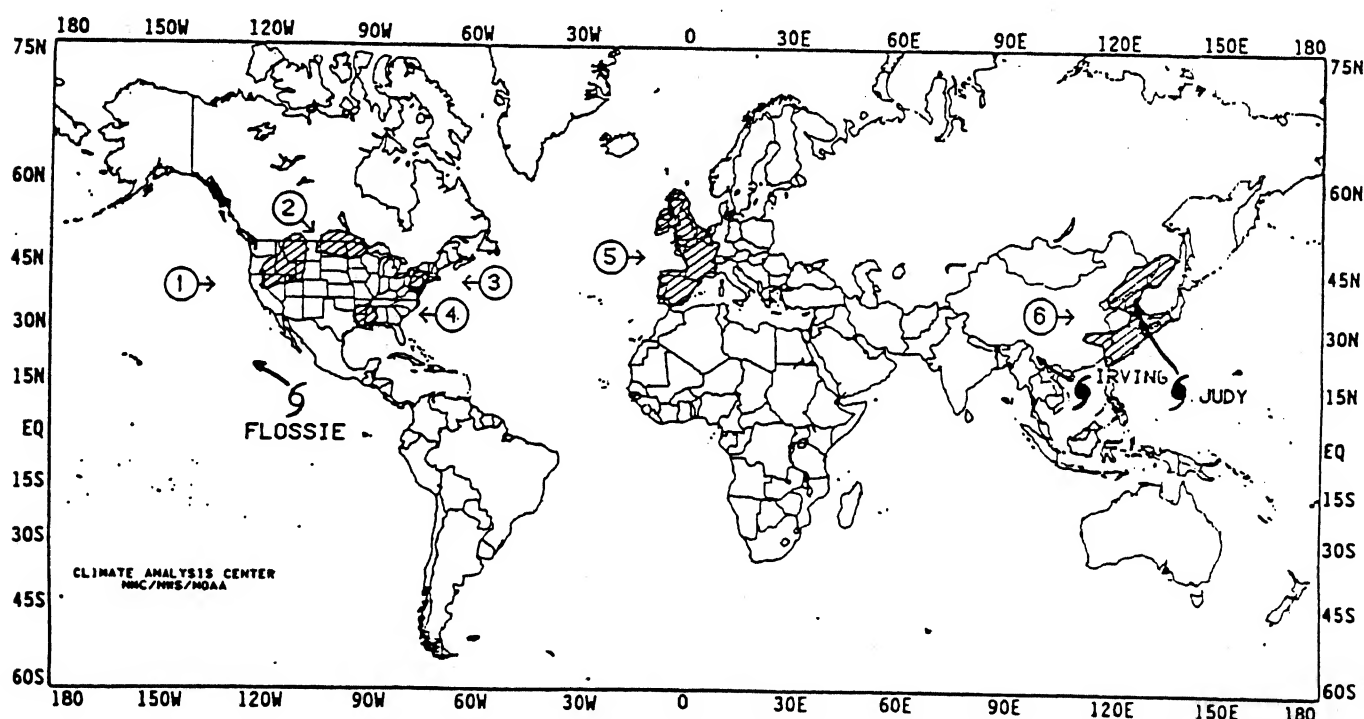 180 150W 120W 90W 60W 30W 0 30E 60E 90E 120E 150E 180
75N 75N
60N 60N
2
45N 5 45N
1 3
4 6
30N 30N
15N IRVING 15N
JUDY
FLOSSIE
EQ EQ
15S 15S
30S 30S
CLIMATE ANALYSIS CENTER
NMC/NWS/NOAA
45S 45S
60S 60S
180 150W 120W 90W 60W 30W 0 30E 60E 90E 120E 150E 180